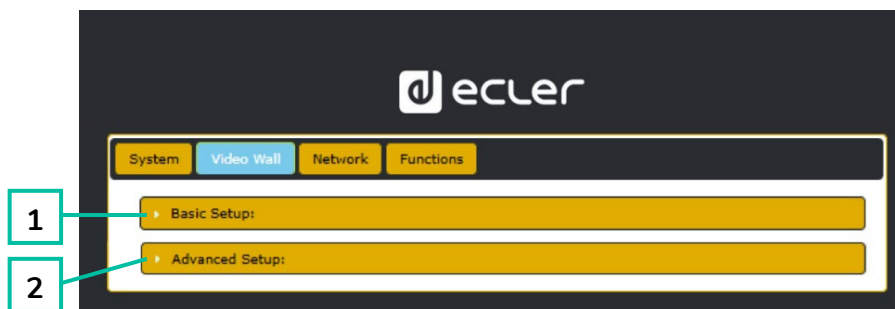 ecler
System Video Wall Network Functions
1 Basic Setup:
2 Advanced Setup: